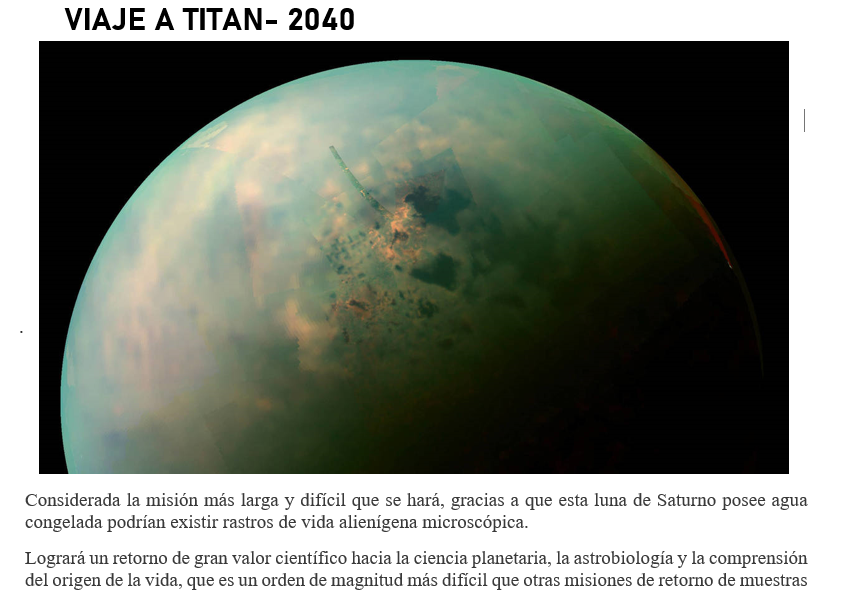 VIAJE A TITAN- 2040
Considerada la misión más larga y difícil que se hará, gracias a que esta luna de Saturno posee agua
congelada podrían existir rastros de vida alienígena microscópica.
Logrará un retorno de gran valor científico hacia la ciencia planetaria, la astrobiología y la comprensión
del origen de la vida, que es un orden de magnitud más difícil que otras misiones de retorno de muestras